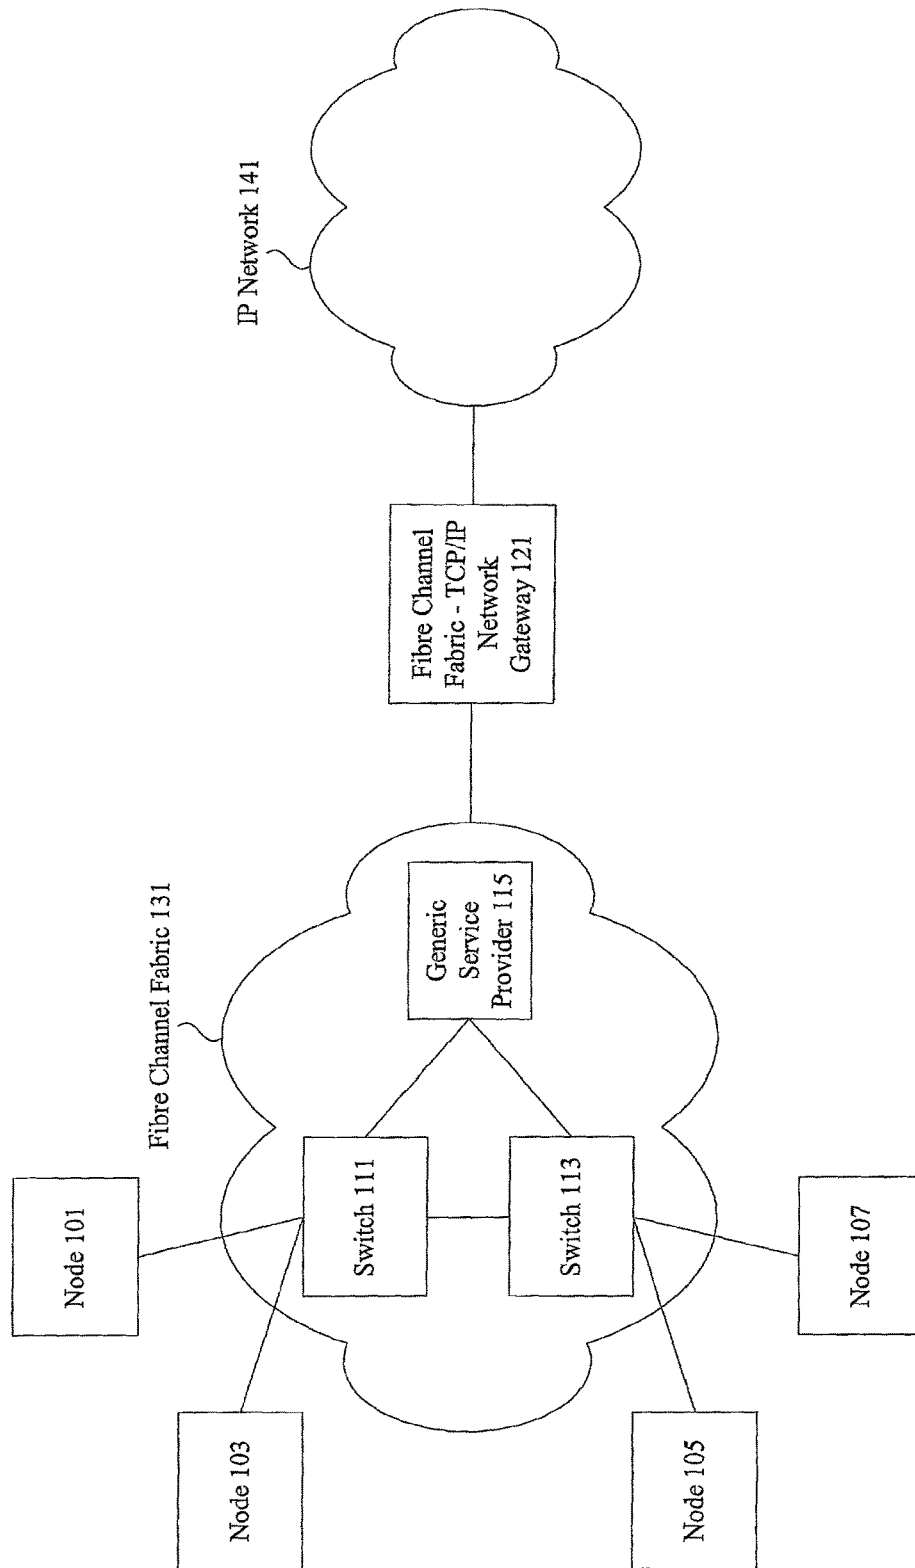 Node 103
Node 101
Fibre Channel Fabric 131
IP Network 141
Switch 111
Generic
Service
Provider 115
Fibre Channel
Fabric - TCP/IP
Network
Gateway 121
Switch 113
Node 105
Node 107